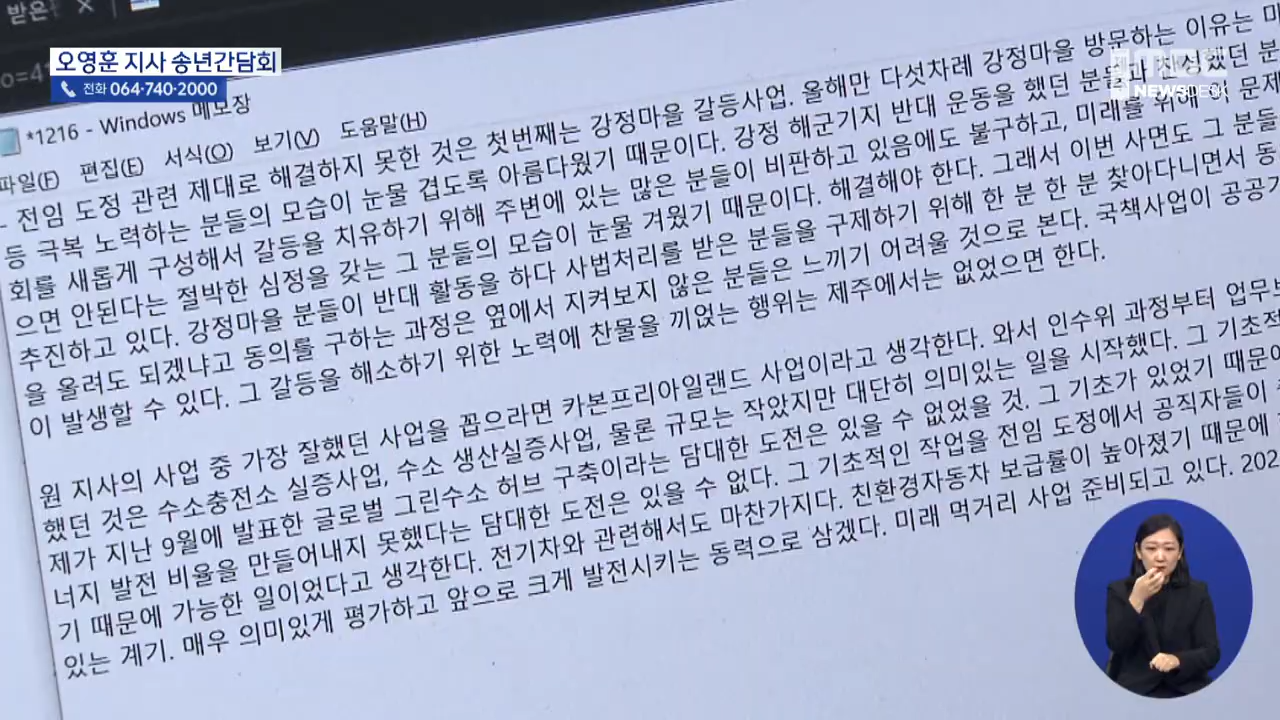 받은
오영훈 지사 송년간담회
전화 064-740-2000
NEWSDESK
*1216 - Windows 메모장
파일(F) 편집(E) 서식(O) 보기(V) 도움말(H)
- 전임 도정 관련 제대로 해결하지 못한 것은 첫번째는 강정마을 갈등사업. 올해만 다섯차례 강정마을 방문하는 이유는
등 극복 노력하는 분들의 모습이 눈물 겹도록 아름다웠기 때문이다. 강정 해군기지 반대 운동을 했던 분들과 찬성했던
회를 새롭게 구성해서 갈등을 치유하기 위해 주변에 있는 많은 분들이 비판하고 있음에도 불구하고, 미래를 위해 이 문제
으면 안된다는 절박한 심정을 갖는 그 분들의 모습이 눈물 겨웠기 때문이다. 해결해야 한다. 그래서 이번 사면도 그 분들
추진하고 있다. 강정마을 분들이 반대 활동을 하다 사법처리를 받은 분들을 구제하기 위해 한 분 한 분 찾아다니면서
을 올려도 되겠냐고 동의를 구하는 과정은 옆에서 지켜보지 않은 분들은 느끼기 어려울 것으로 본다. 국책사업이
이 발생할 수 있다. 그 갈등을 해소하기 위한 노력에 찬물을 끼얹는 행위는 제주에서는 없었으면 한다.
원 지사의 사업 중 가장 잘했던 사업을 꼽으라면 카본프리아일랜드 사업이라고 생각한다. 와서 인수위 과정부터
했던 것은 수소충전소 실증사업, 수소 생산실증사업, 물론 규모는 작았지만 대단히 의미있는 일을 시작했다. 그
제가 지난 9월에 발표한 글로벌 그린수소 허브 구축이라는 담대한 도전은 있을 수 없었을 것. 그 기초가 있었기
너지 발전 비율을 만들어내지 못했다는 담대한 도전은 있을 수 없다. 그 기초적인 작업을 전임 도정에서 공직자들이
기 때문에 가능한 일이었다고 생각한다. 전기차와 관련해서도 마찬가지다. 친환경자동차 보급률이 높아졌기 때문에
있는 계기. 매우 의미있게 평가하고 앞으로 크게 발전시키는 동력으로 삼겠다. 미래 먹거리 사업 준비되고 있다.